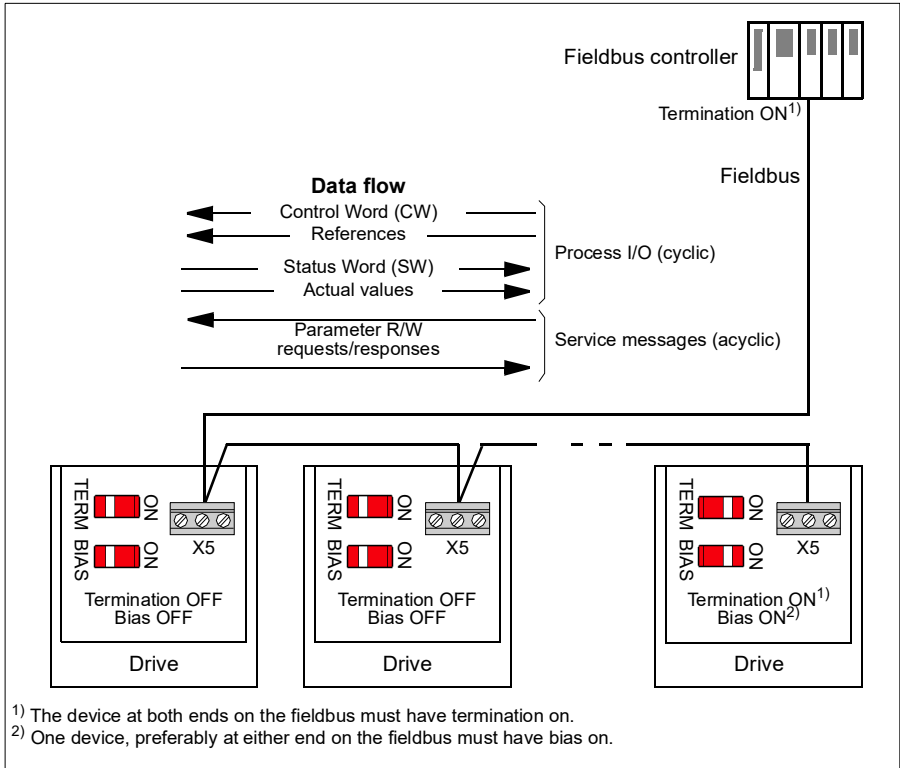 Fieldbus controller
Termination ON1)
Fieldbus
Data flow
Control Word (CW)
References
Status Word (SW)
Actual values
Process I/O (cyclic)
Parameter R/W
requests/responses
Service messages (acyclic)
TERM
ON
BIAS
ON
X5
Termination OFF
Bias OFF
Drive
TERM
ON
BIAS
ON
X5
Termination OFF
Bias OFF
Drive
TERM
ON
BIAS
ON
X5
Termination ON1)
Bias ON2)
Drive
1) The device at both ends on the fieldbus must have termination on.
2) One device, preferably at either end on the fieldbus must have bias on.